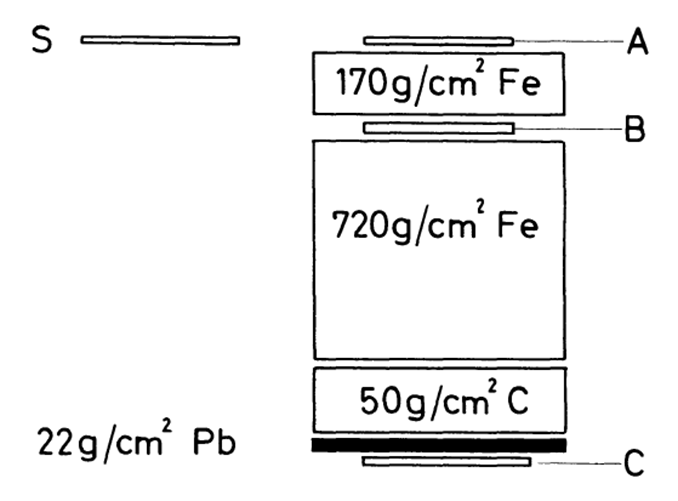 S
A
170g/cm² Fe
B
720g/cm² Fe
50g/cm² C
22g/cm² Pb
C